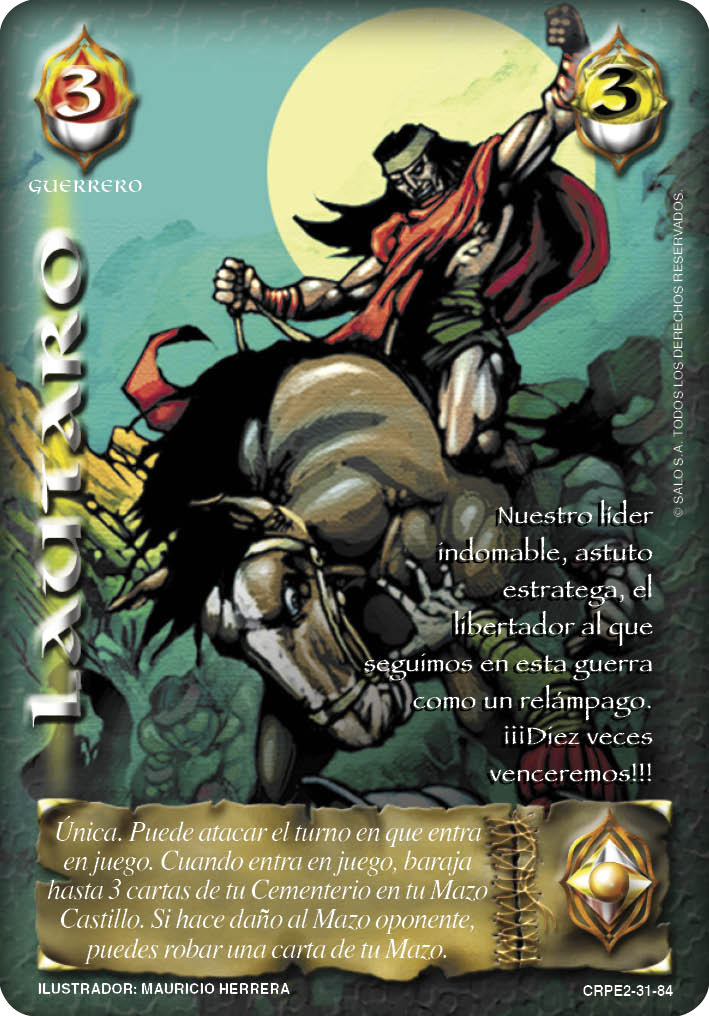 3
3
GUERRERO
LAUTARO
© SALO S.A. TODOS LOS DERECHOS RESERVADOS.
Nuestro líder
indomable, astuto
estratega, el
libertador al que
seguimos en esta guerra
como un relámpago.
¡¡¡Diez veces
venceremos!!!
Única. Puede atacar el turno en que entra
en juego. Cuando entra en juego, baraja
hasta 3 cartas de tu Cementerio en tu Mazo
Castillo. Si hace daño al Mazo oponente,
puedes robar una carta de tu Mazo.
ILUSTRADOR: MAURICIO HERRERA
CRPE2-31-84